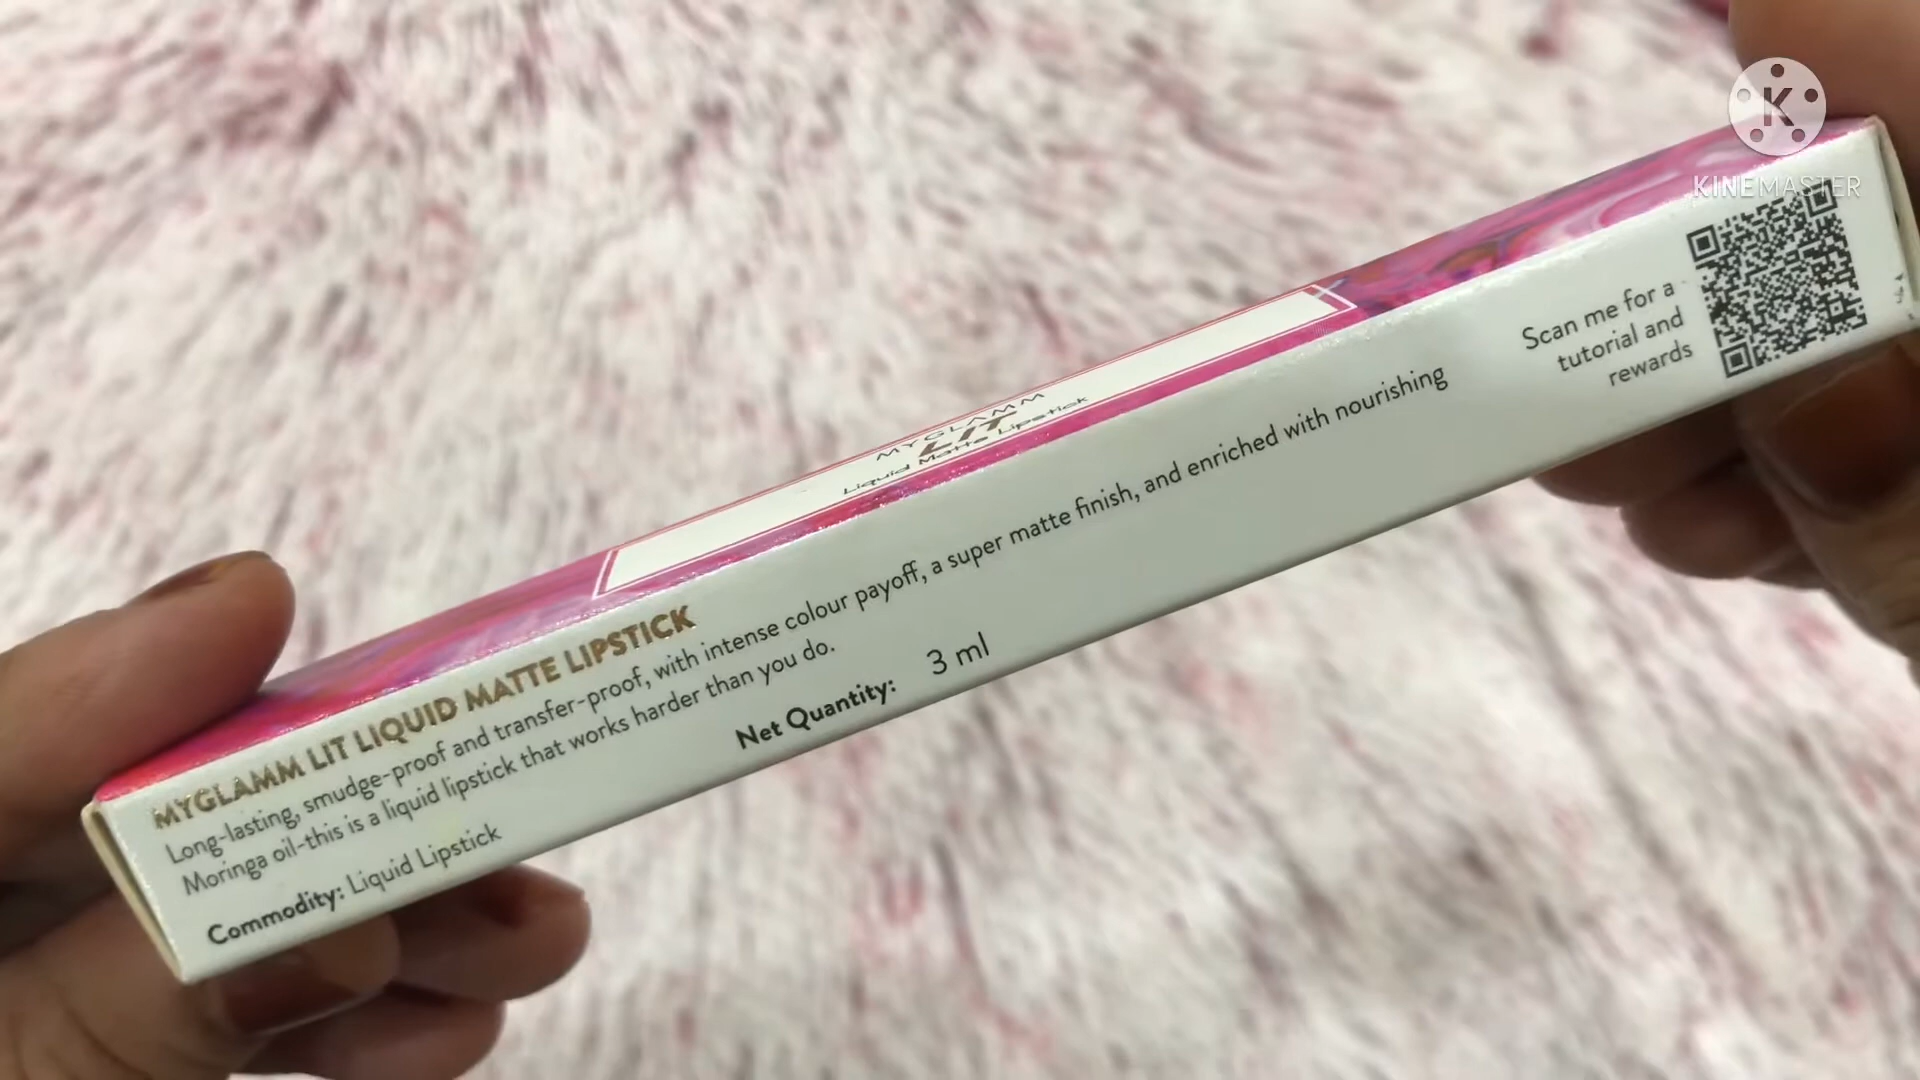 K
KINEMASTER
MYGLAMM
LIT
Liquid Matte Lipstick
MYGLAMM LIT LIQUID MATTE LIPSTICK
Long-lasting, smudge-proof and transfer-proof, with intense colour payoff, a super matte finish, and enriched with nourishing
Moringa oil-this is a liquid lipstick that works harder than you do.
Commodity: Liquid Lipstick
Net Quantity: 3 ml
Scan me for a
tutorial and
rewards